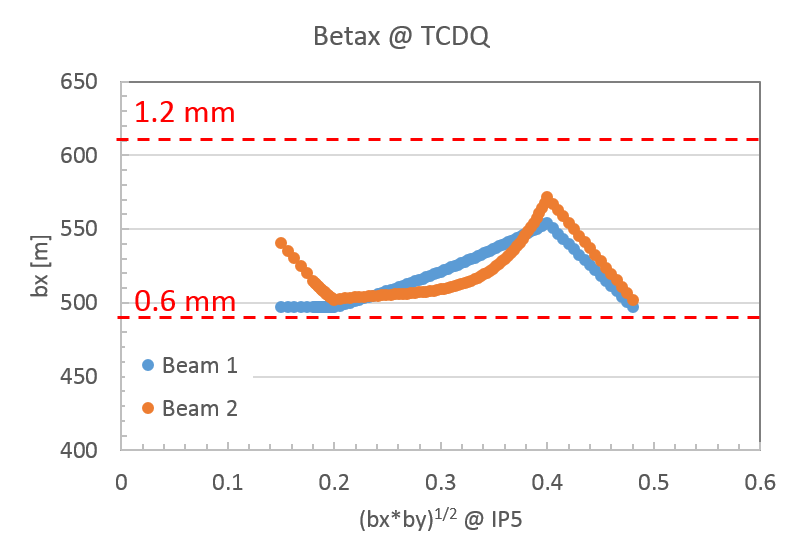 Betax @ TCDQ
650
1.2 mm
600
550
bx [m]
500
0.6 mm
450
Beam 1
Beam 2
400
0 0.1 0.2 0.3 0.4 0.5 0.6
(bx*by)1/2 @ IP5